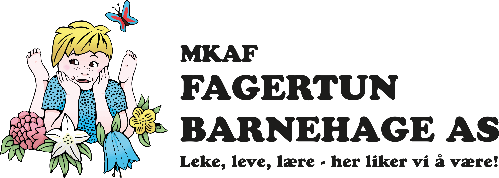 MKAF
FAGERTUN
BARNEHAGE AS
Leke, leve, lære - her liker vi å være!